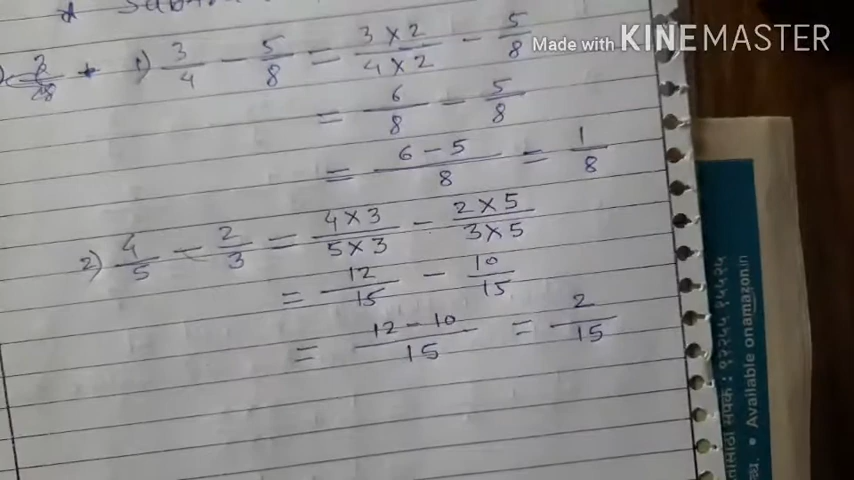 1) 3/4 - 5/8 = 3 × 2 / 4 × 2 - 5/8
= 6/8 - 5/8
= 6 - 5 / 8 = 1/8
2) 4/5 - 2/3 = 4 × 3 / 5 × 3 - 2 × 5 / 3 × 5
= 12/15 - 10/15
= 12 - 10 / 15 = 2/15
Made with KINEMASTER
• Available onamazon.in